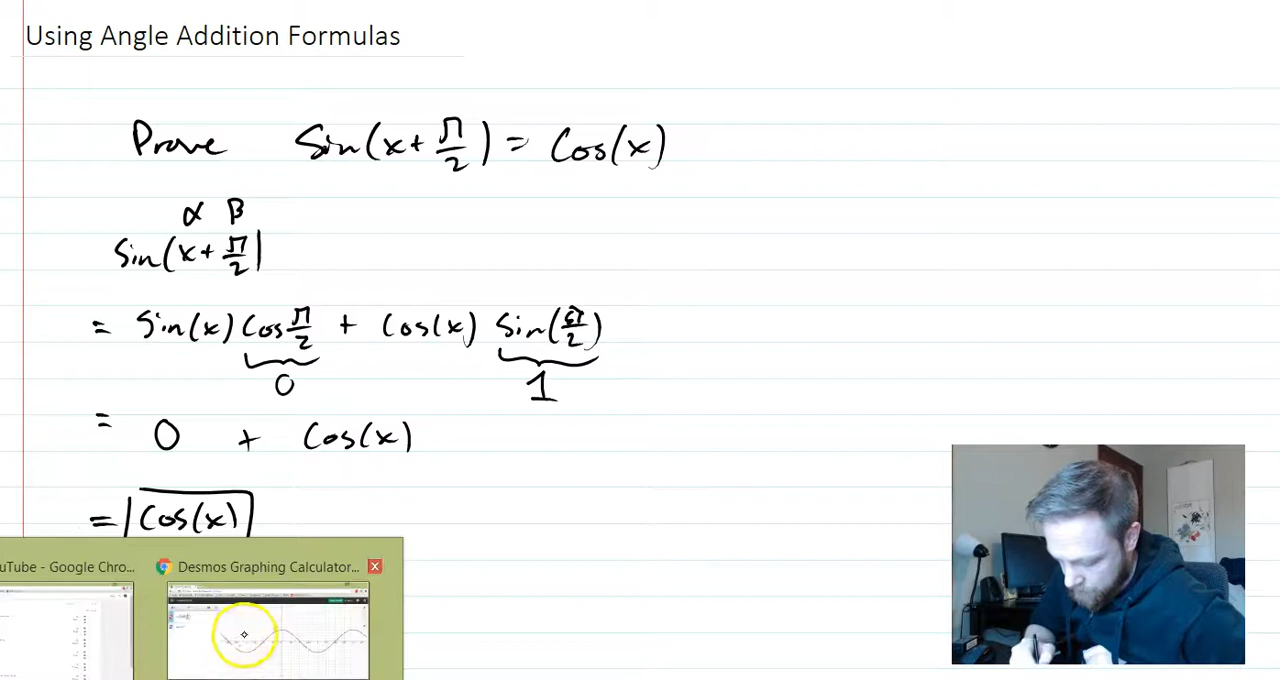 Using Angle Addition Formulas
Prove Sin(x+π/2) = Cos(x)
α β
Sin(x+π/2)
= Sin(x) Cos π/2 + Cos(x) Sin(π/2)
0 1
= 0 + Cos(x)
= Cos(x)
uTube - Google Chro... Desmos Graphing Calculator...